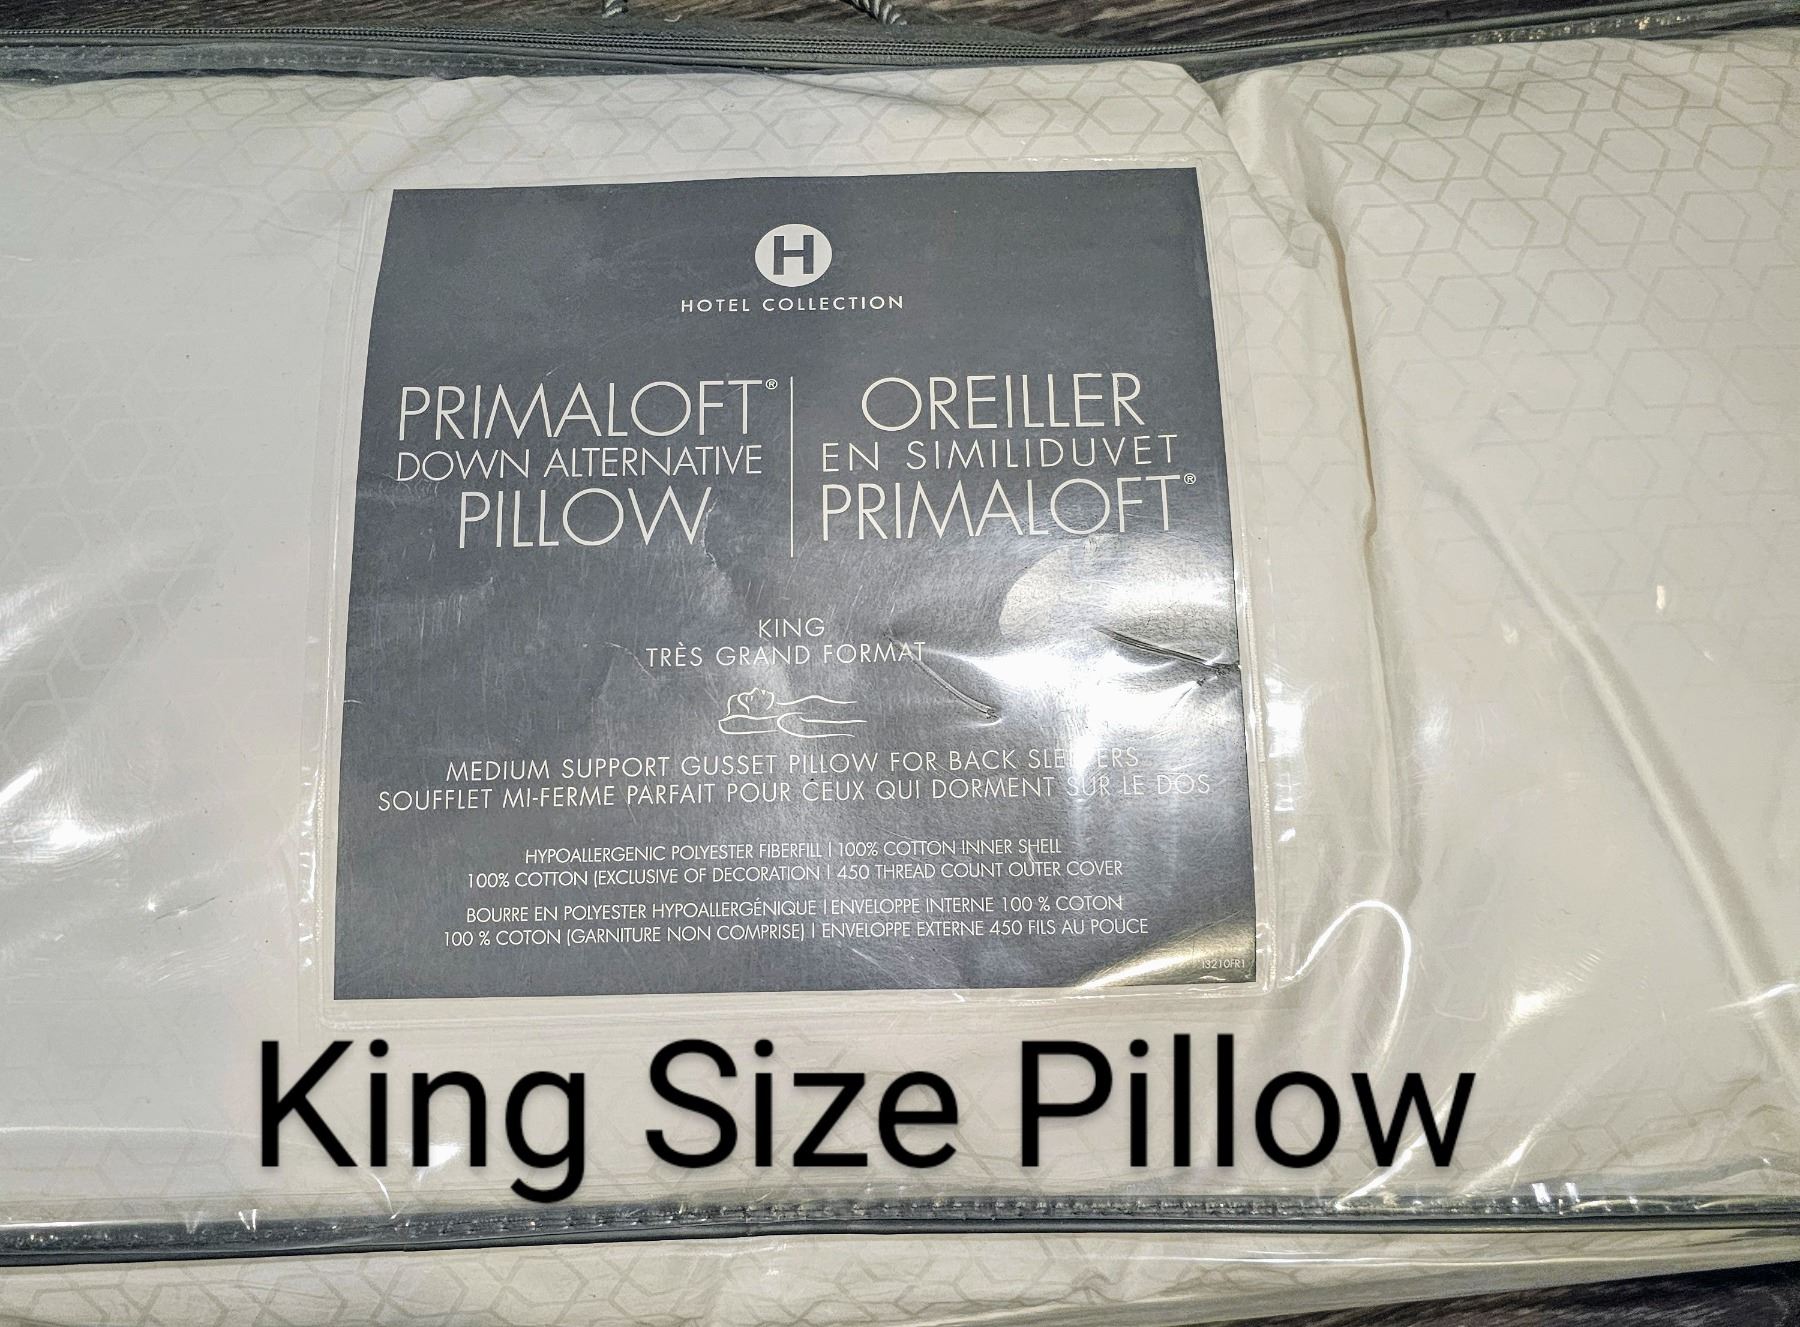 H
HOTEL COLLECTION
PRIMALOFT®
DOWN ALTERNATIVE
PILLOW
OREILLER
EN SIMILIDUVET
PRIMALOFT®
KING
TRÈS GRAND FORMAT
MEDIUM SUPPORT GUSSET PILLOW FOR BACK SLEEPERS
SOUFFLET MI-FERME PARFAIT POUR CEUX QUI DORMENT SUR LE DOS
HYPOALLERGENIC POLYESTER FIBERFILL | 100% COTTON INNER SHELL
100% COTTON (EXCLUSIVE OF DECORATION | 450 THREAD COUNT OUTER COVER
BOURRE EN POLYESTER HYPOALLERGÉNIQUE | ENVELOPPE INTERNE 100 % COTON
100 % COTON (GARNITURE NON COMPRISE) | ENVELOPPE EXTERNE 450 FILS AU POUCE
13210FR1
King Size Pillow